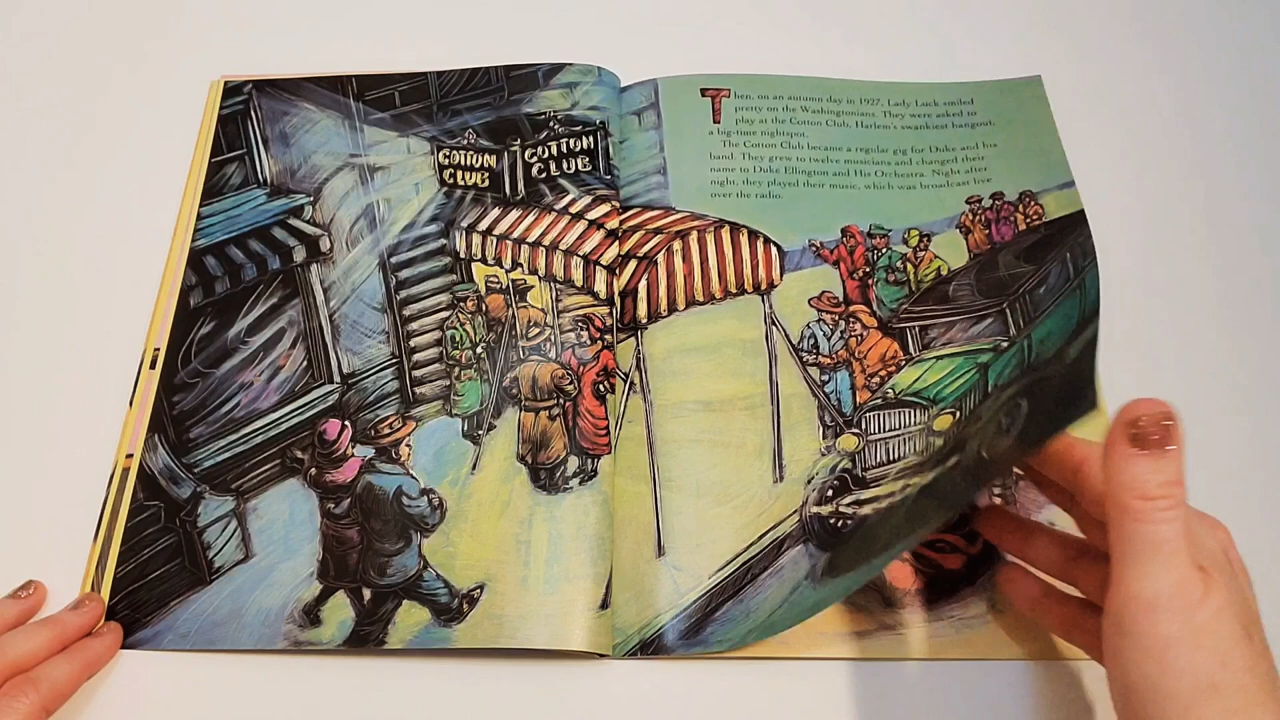 COTTON
CLUB
COTTON
CLUB
Then, on an autumn day in 1927, Lady Luck smiled
pretty on the Washingtonians. They were asked to
play at the Cotton Club, Harlem's swankiest hangout,
a big-time nightspot.
The Cotton Club became a regular gig for Duke and his
band. They grew to twelve musicians and changed their
name to Duke Ellington and His Orchestra. Night after
night, they played their music, which was broadcast live
over the radio.